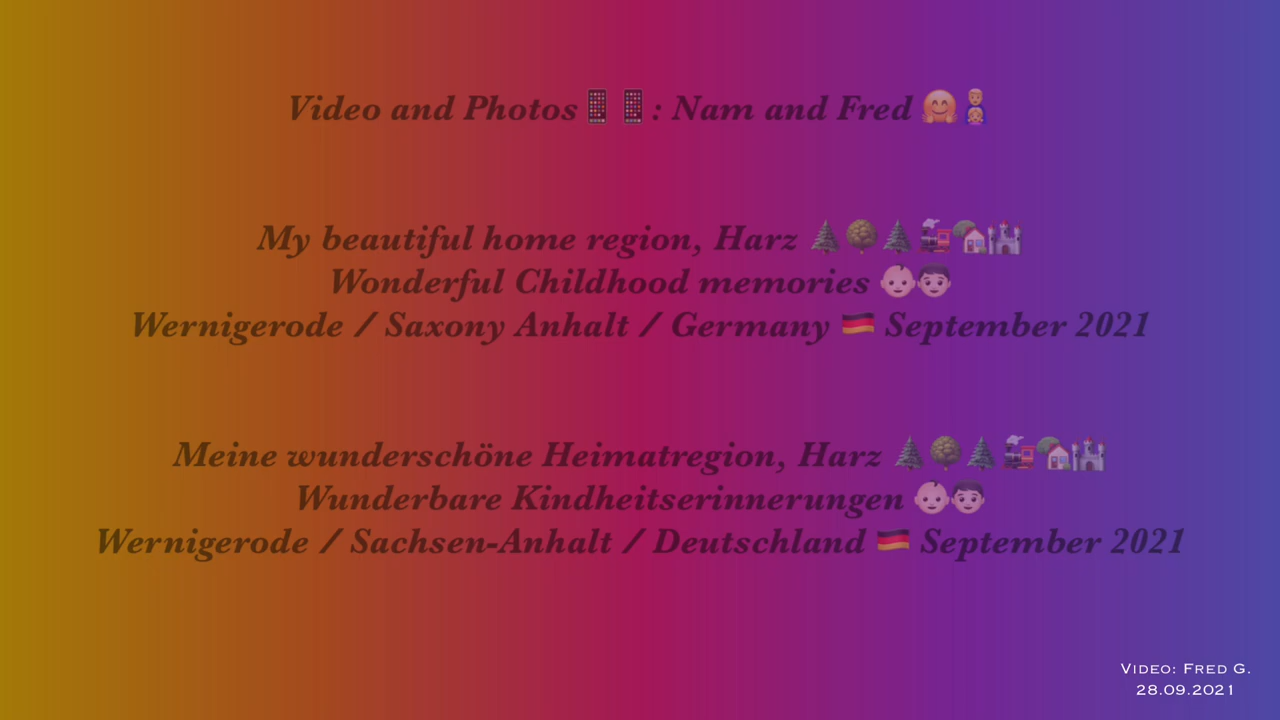 Video and Photos📱📱: Nam and Fred 🤗👨‍👦
My beautiful home region, Harz 🌲🌳🌲🚂🏡🏰
Wonderful Childhood memories 👶👦
Wernigerode / Saxony Anhalt / Germany 🇩🇪 September 2021
Meine wunderschöne Heimatregion, Harz 🌲🌳🌲🚂🏡🏰
Wunderbare Kindheitserinnerungen 👶👦
Wernigerode / Sachsen-Anhalt / Deutschland 🇩🇪 September 2021
Video: Fred G.
28.09.2021